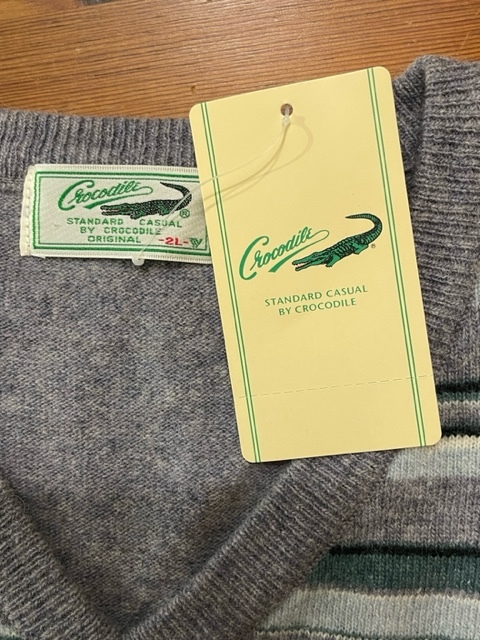 Crocodile
®
STANDARD CASUAL
BY CROCODILE
ORIGINAL -2L-
Crocodile
®
STANDARD CASUAL
BY CROCODILE